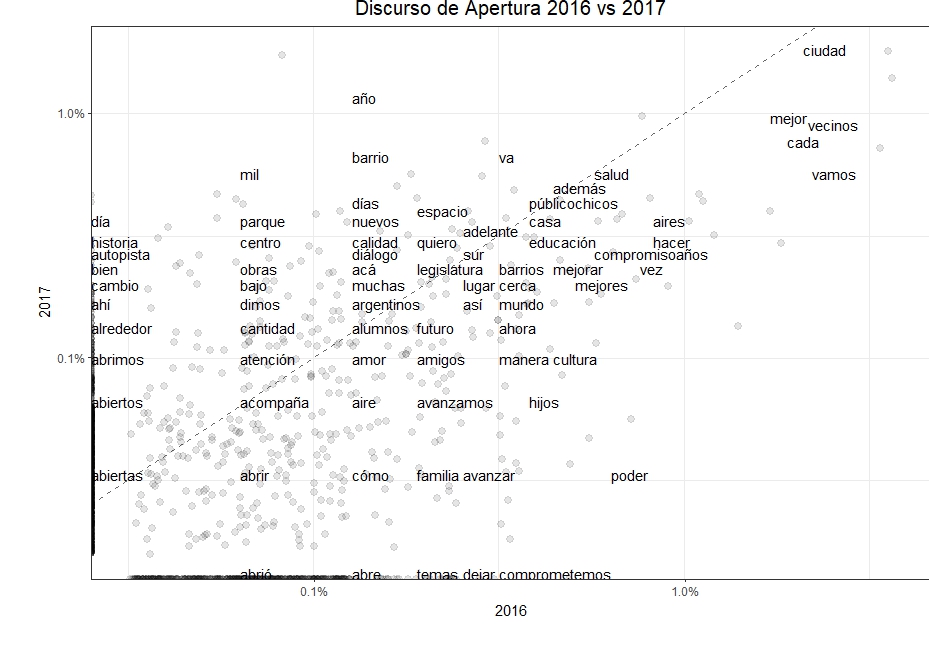 Discurso de Apertura 2016 vs 2017
ciudad
año
1.0%
mejor vecinos
cada
barrio va
mil salud vamos
además
días público chicos
espacio
día parque nuevos casa aires
adelante
historia centro calidad quiero educación hacer
autopista diálogo sur compromiso años
bien obras acá legislatura barrios mejorar vez
cambio bajo muchas lugar cerca mejores
ahí dimos argentinos así mundo
2017
alrededor cantidad alumnos futuro ahora
0.1%
abrimos atención amor amigos manera cultura
abiertos acompaña aire avanzamos hijos
abiertas abrir cómo familia avanzar poder
abrió abre temas dejar comprometemos
0.1% 1.0%
2016